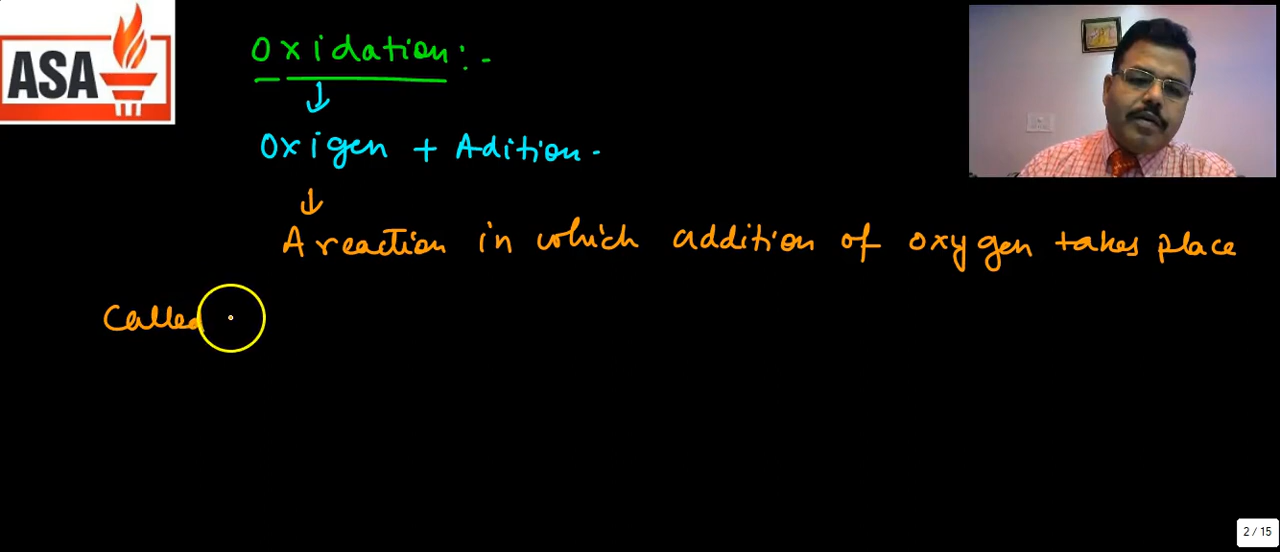 ASA
Oxidation:-
Oxigen + Adition.
A reaction in which addition of oxygen takes place
Called
2 / 15